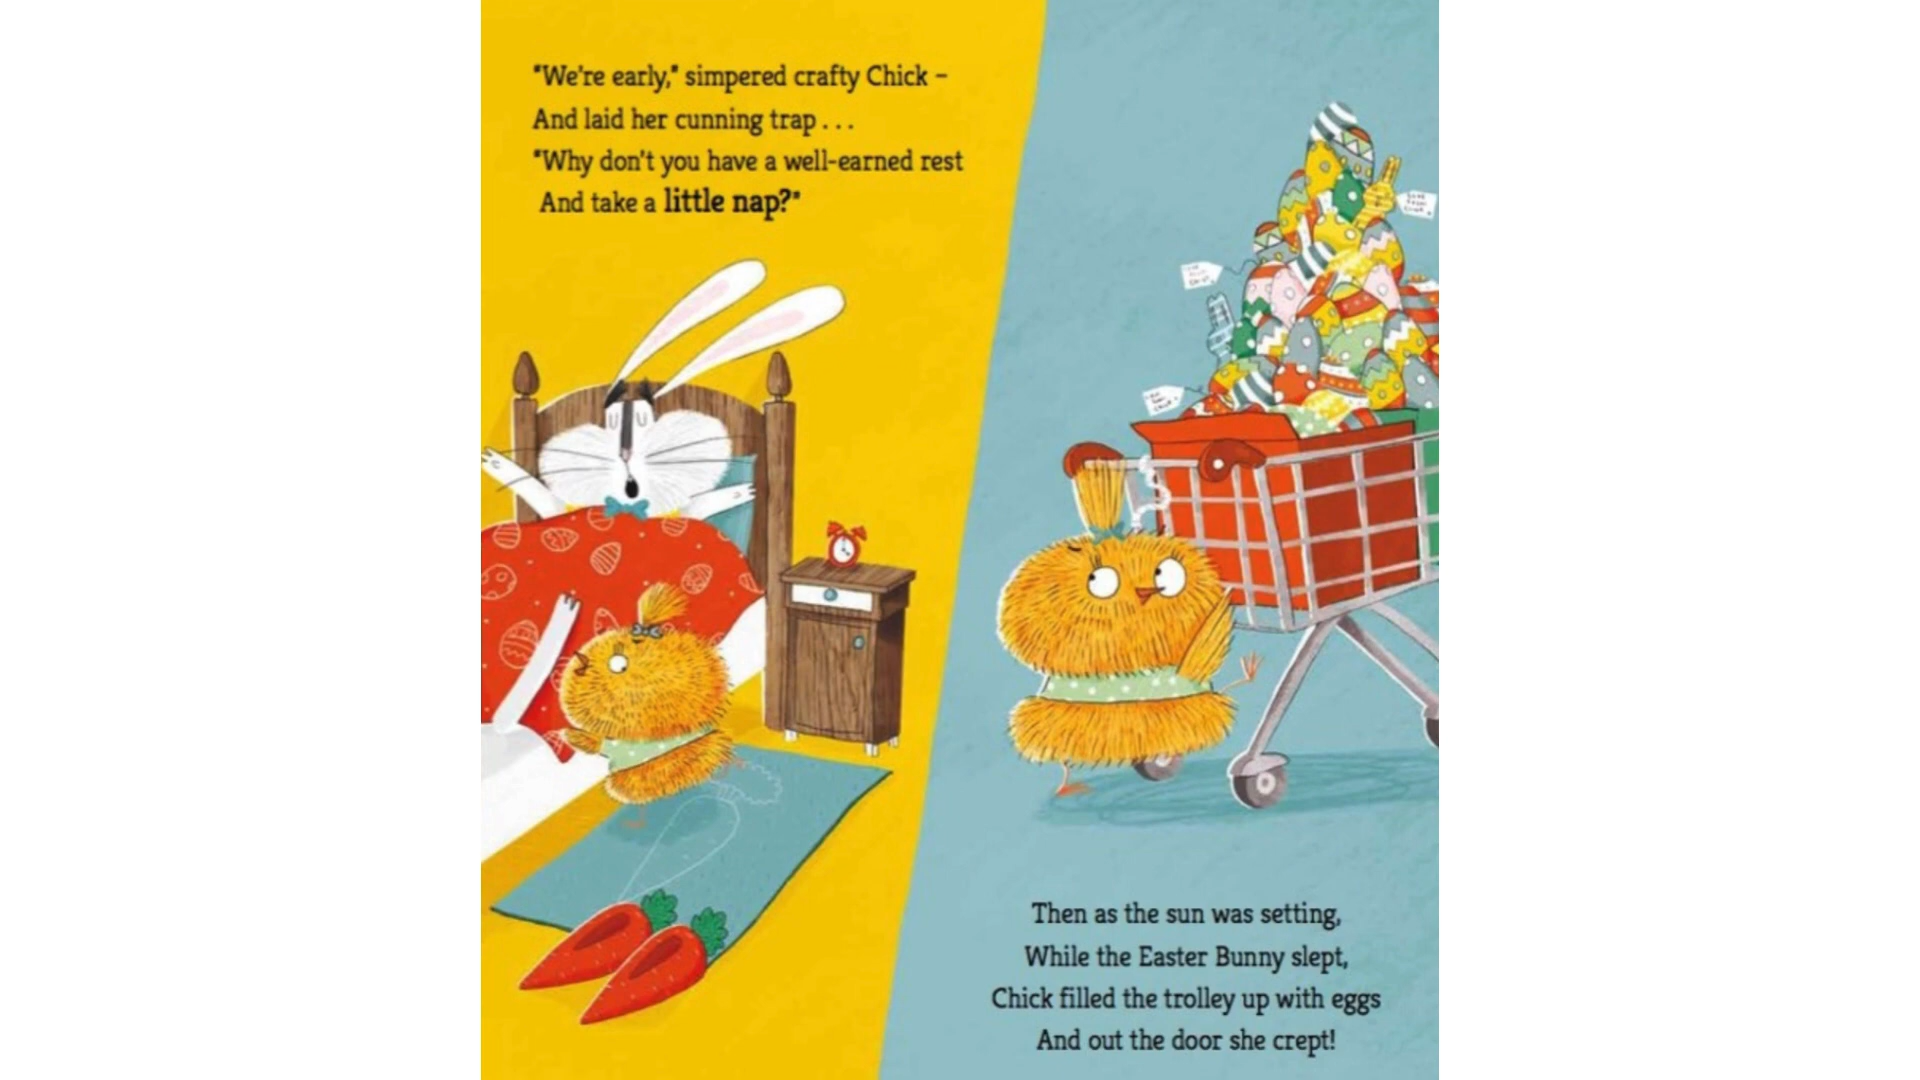 "We're early," simpered crafty Chick –
And laid her cunning trap . . .
"Why don't you have a well-earned rest
And take a little nap?"
Then as the sun was setting,
While the Easter Bunny slept,
Chick filled the trolley up with eggs
And out the door she crept!